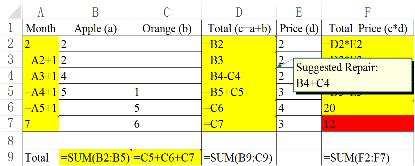 A B C D E F
1 Month Apple (a) Orange (b) Total (c=a+b) Price (d) Total Price (c*d)
2 2 2 =B2 2 =D2*E2
3 A2+1 2 =B3 2
4 A3+1 4 =B4-C4 2
5 =A4+1 5 1 =B5+C5 3
6 =A5+1 5 =C6 4 20
7 7 6 =C7 3 12
Suggested Repair:
B4+C4
8
9 Total =SUM(B2:B5) =C5+C6+C7 =SUM(B9:C9) =SUM(F2:F7)